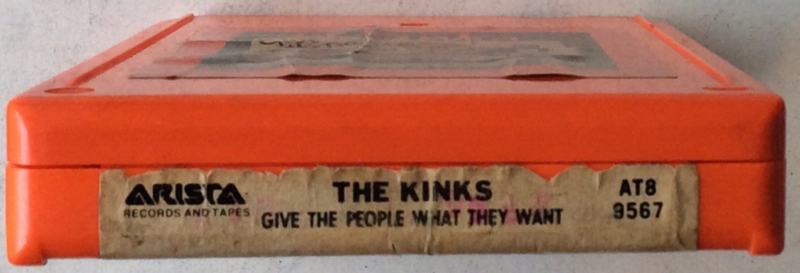 ARISTA
RECORDS AND TAPES
THE KINKS
GIVE THE PEOPLE WHAT THEY WANT
AT8
9567